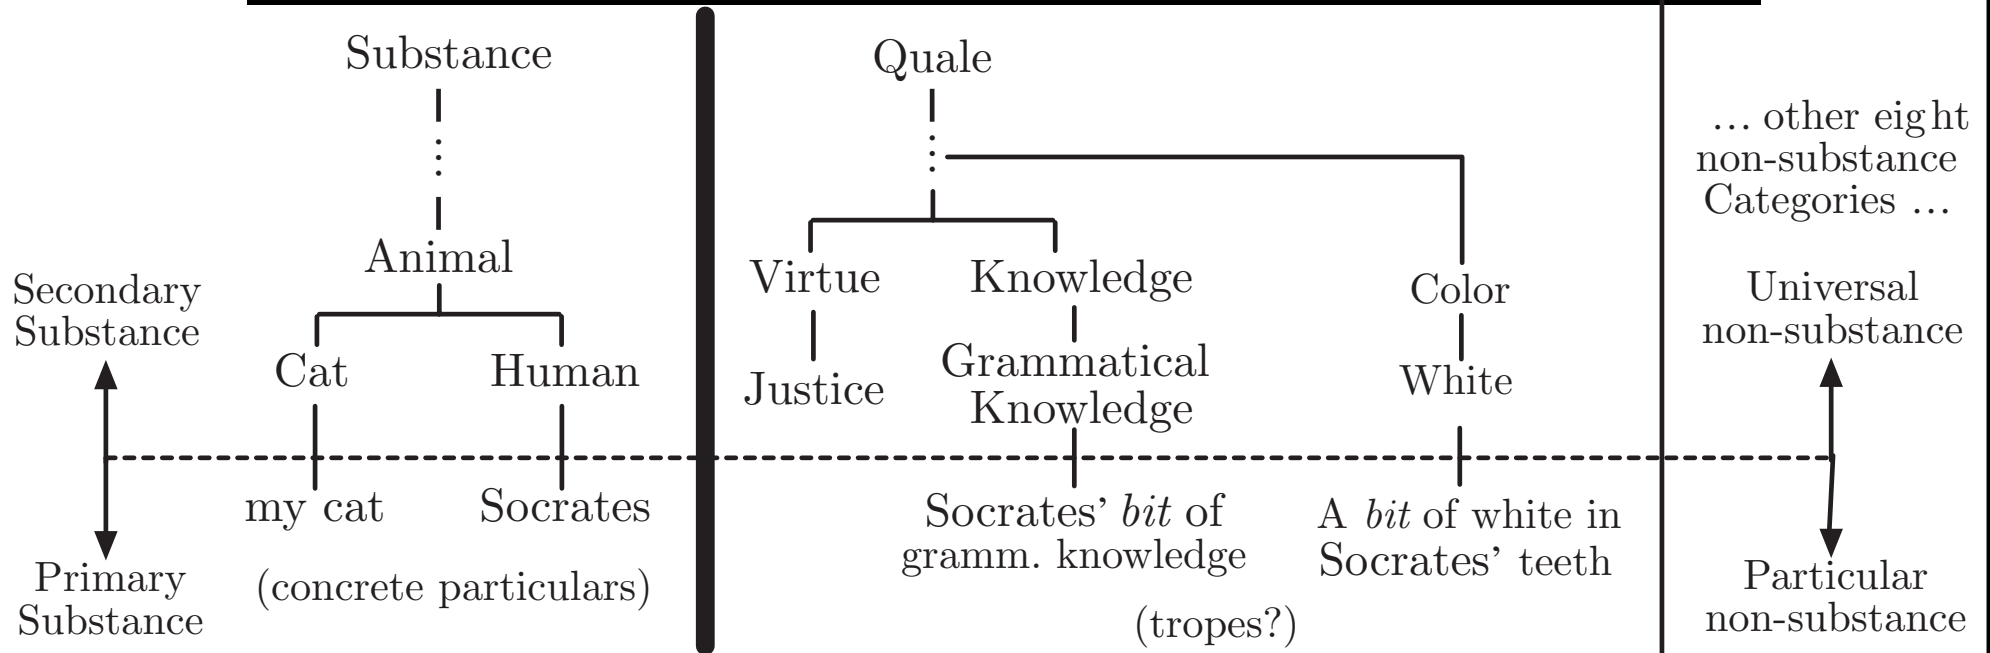 Substance
Quale
... other eight
non-substance
Categories ...
Animal
Virtue
Knowledge
Color
Secondary
Substance
Universal
non-substance
Cat
Human
Justice
Grammatical
Knowledge
White
my cat
Socrates
Socrates' bit of
gramm. knowledge
A bit of white in
Socrates' teeth
Primary
Substance
(concrete particulars)
(tropes?)
Particular
non-substance